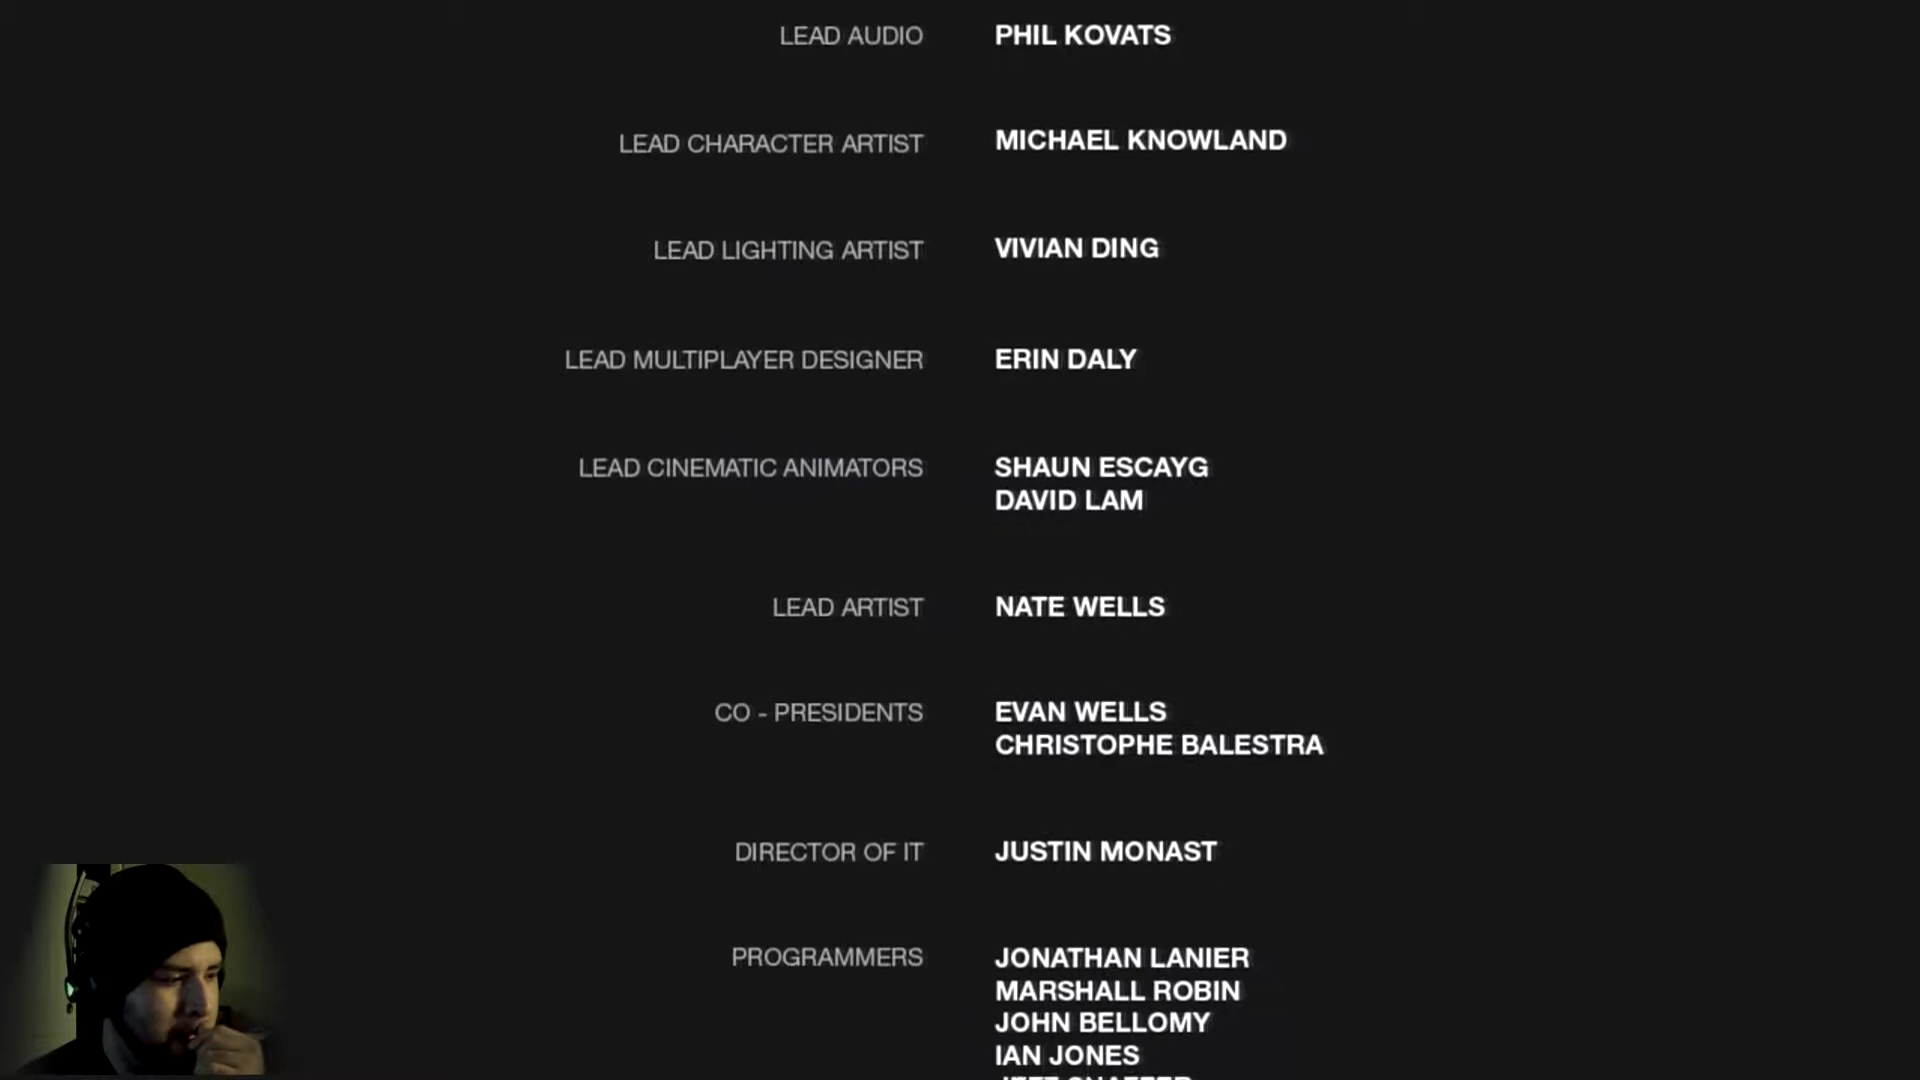 LEAD AUDIO PHIL KOVATS
LEAD CHARACTER ARTIST MICHAEL KNOWLAND
LEAD LIGHTING ARTIST VIVIAN DING
LEAD MULTIPLAYER DESIGNER ERIN DALY
LEAD CINEMATIC ANIMATORS SHAUN ESCAYG
DAVID LAM
LEAD ARTIST NATE WELLS
CO - PRESIDENTS EVAN WELLS
CHRISTOPHE BALESTRA
DIRECTOR OF IT JUSTIN MONAST
PROGRAMMERS JONATHAN LANIER
MARSHALL ROBIN
JOHN BELLOMY
IAN JONES